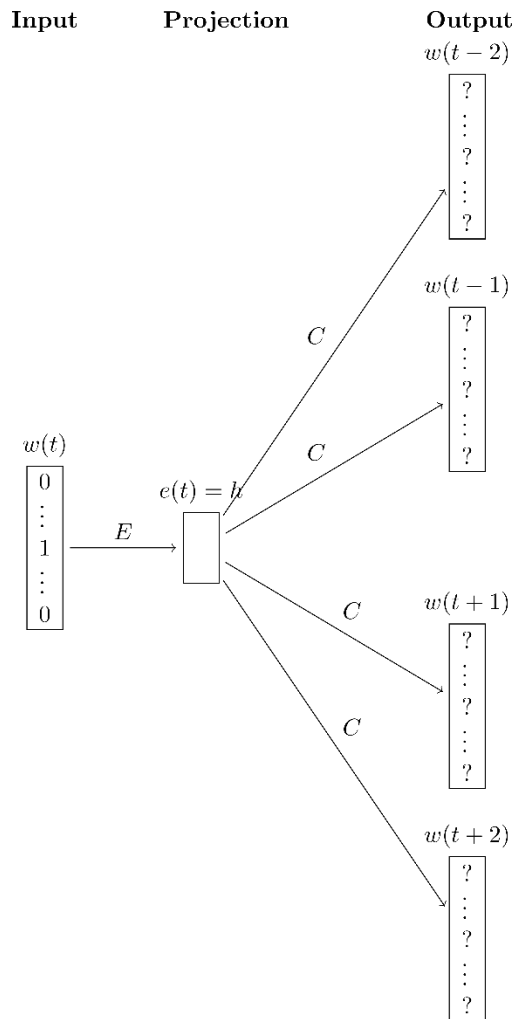 Input Projection Output
w(t − 2)
?
⋮
?
⋮
?
w(t − 1)
?
⋮
?
⋮
?
C
C
w(t)
0
⋮
1
⋮
0
E
e(t) = h
C
C
w(t + 1)
?
⋮
?
⋮
?
w(t + 2)
?
⋮
?
⋮
?